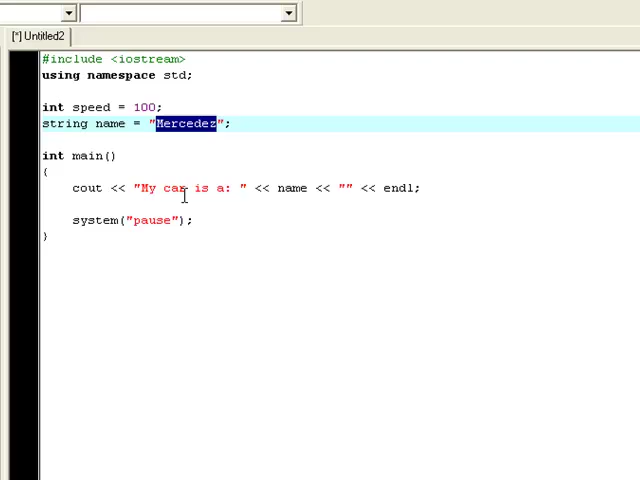 [*] Untitled2
#include <iostream>
using namespace std;
int speed = 100;
string name = "Mercedez";
int main()
{
cout << "My car is a: " << name << "" << endl;
system("pause");
}